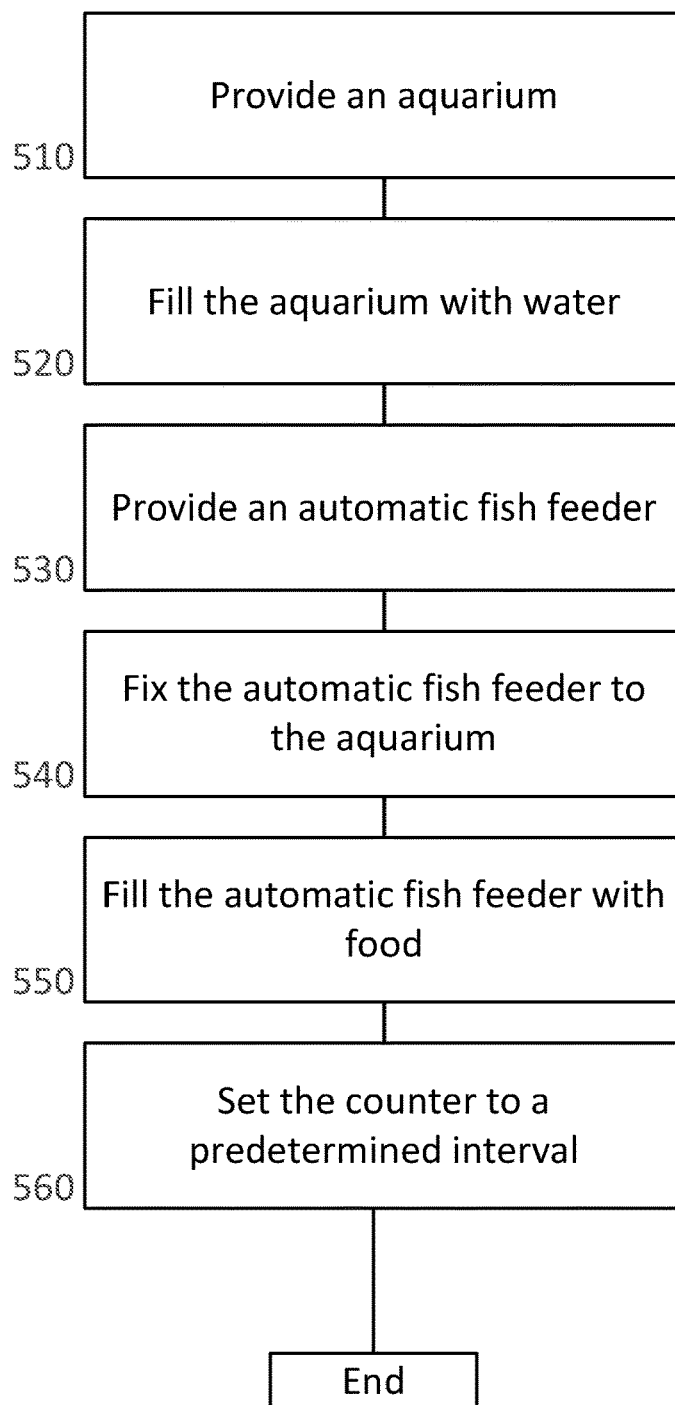 Provide an aquarium
510
Fill the aquarium with water
520
Provide an automatic fish feeder
530
Fix the automatic fish feeder to
the aquarium
540
Fill the automatic fish feeder with
food
550
Set the counter to a
predetermined interval
560
End